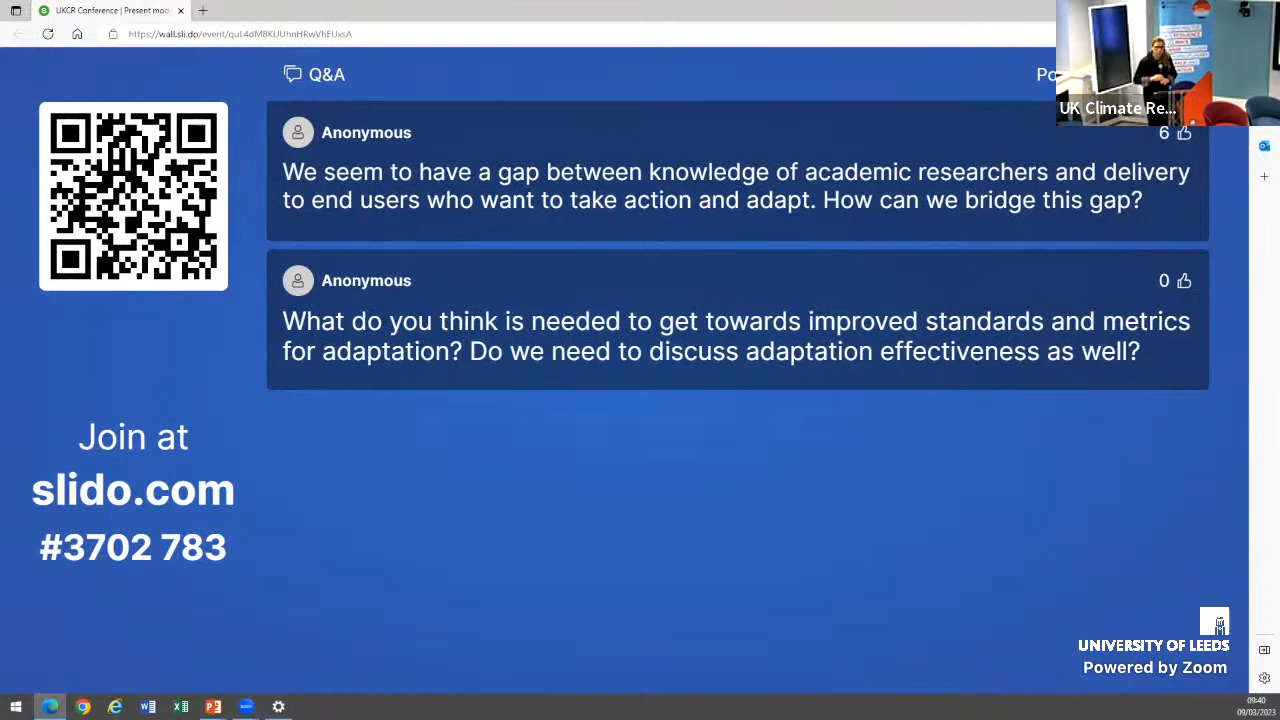 UKCR Conference | Present mod
https://wall.sli.do/event/quL4dM8KUUhnHRwVhEUxsA
Q&A
Po
UK Climate Re...
Anonymous
6
We seem to have a gap between knowledge of academic researchers and delivery
to end users who want to take action and adapt. How can we bridge this gap?
Anonymous
0
What do you think is needed to get towards improved standards and metrics
for adaptation? Do we need to discuss adaptation effectiveness as well?
Join at
slido.com
#3702 783
UNIVERSITY OF LEEDS
Powered by Zoom
09:40
09/03/2023